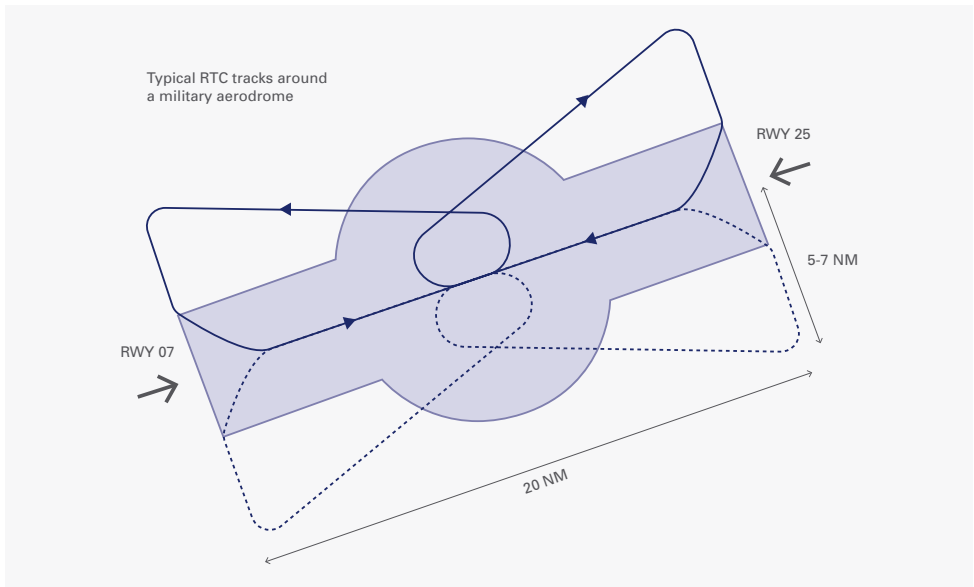 Typical RTC tracks around
a military aerodrome
RWY 25
5-7 NM
RWY 07
20 NM